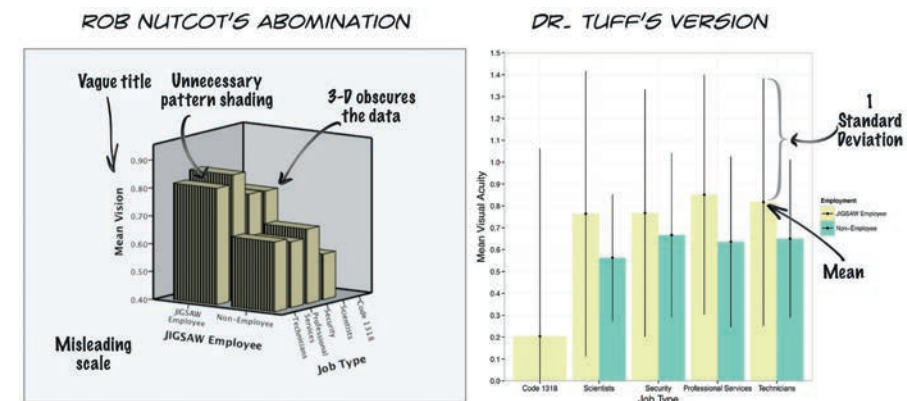 ROB NUTCOT'S ABOMINATION
Vague title
Unnecessary
pattern shading
3-D obscures
the data
Mean Vision
0.90
0.80
0.70
0.60
0.50
0.40
JIGSAW
Employee
Non-Employee
JIGSAW Employee
Technicians
Professional
Services
Security
Scientists
Code 1318
Job Type
Misleading
scale
DR. TUFF'S VERSION
Mean Visual Acuity
1.5
1.4
1.3
1.2
1.1
1.0
0.9
0.8
0.7
0.6
0.5
0.4
0.3
0.2
0.1
0.0
Code 1318
Scientists
Security
Professional Services
Technicians
Job Type
1
Standard
Deviation
Employment
JIGSAW Employee
Non-Employee
Mean